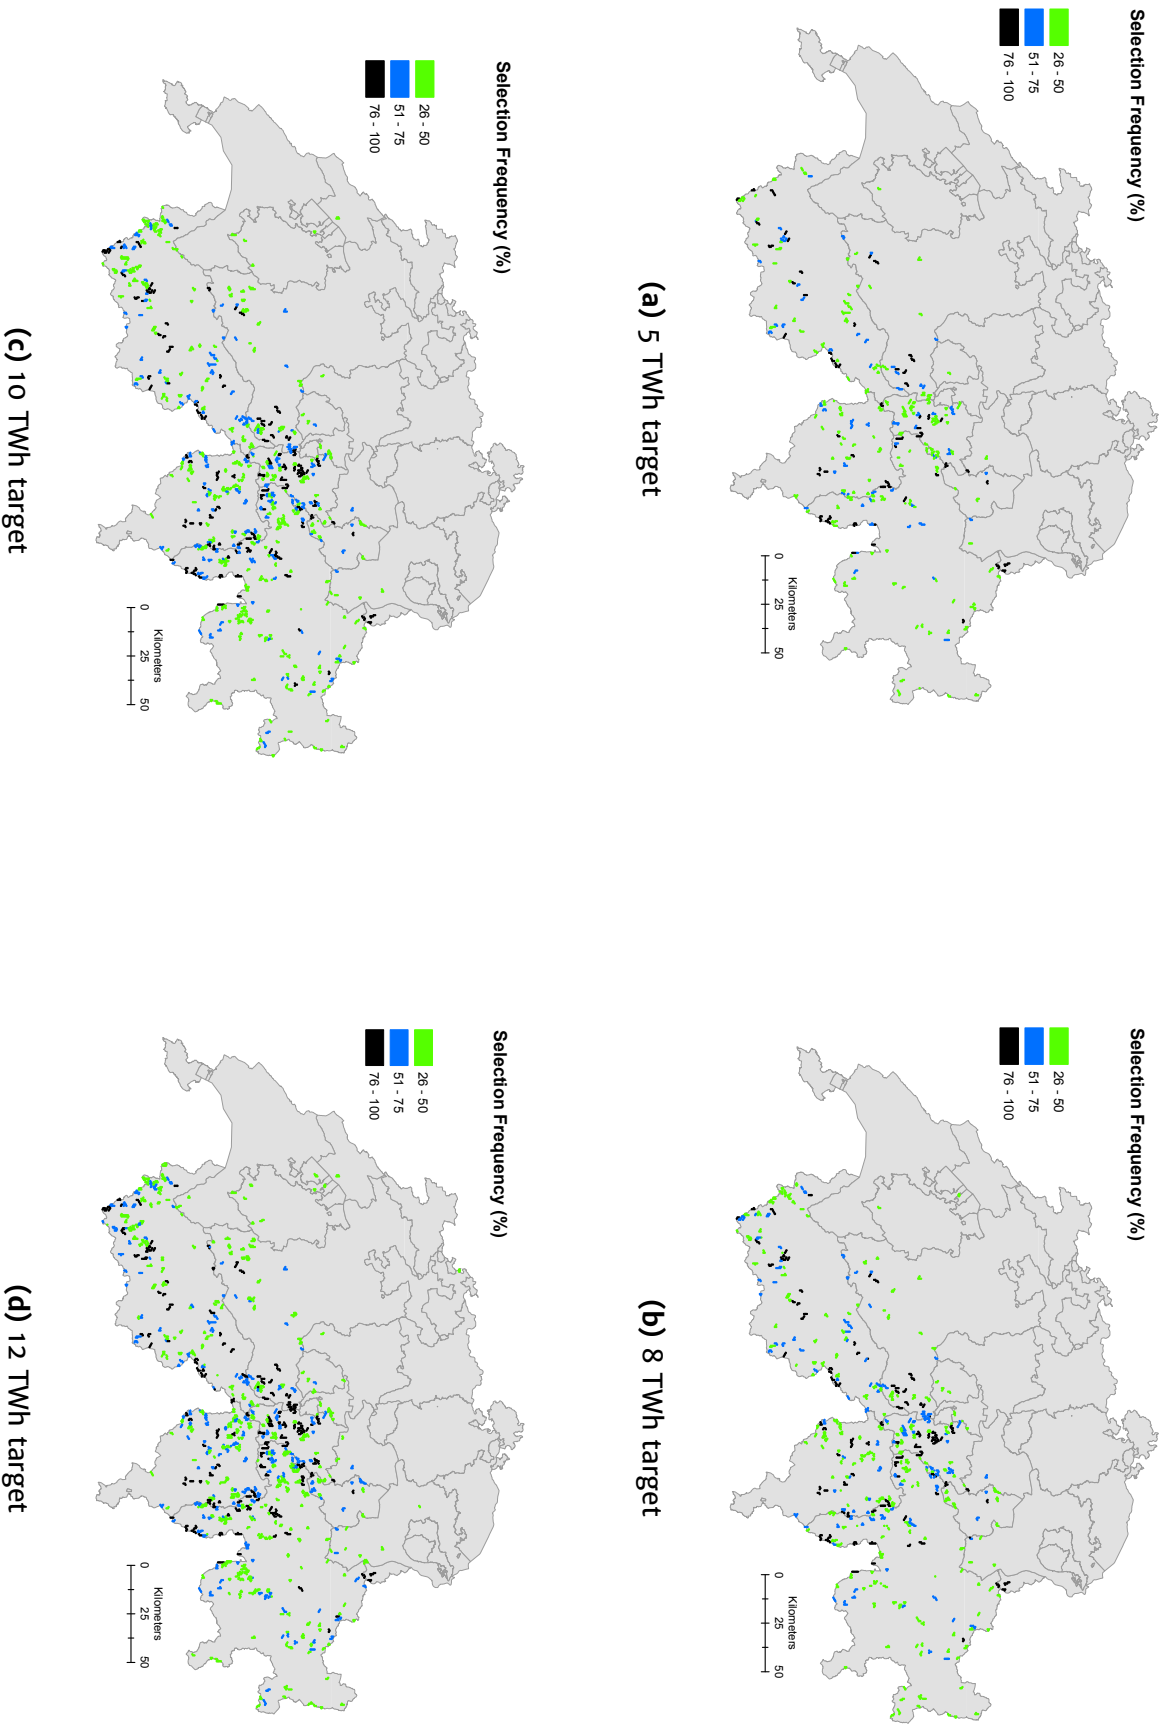 Selection Frequency (%)
26 - 50
51 - 75
76 - 100
0 25 50
Kilometers
(a) 5 TWh target
Selection Frequency (%)
26 - 50
51 - 75
76 - 100
0 25 50
Kilometers
(b) 8 TWh target
Selection Frequency (%)
26 - 50
51 - 75
76 - 100
0 25 50
Kilometers
(c) 10 TWh target
Selection Frequency (%)
26 - 50
51 - 75
76 - 100
0 25 50
Kilometers
(d) 12 TWh target